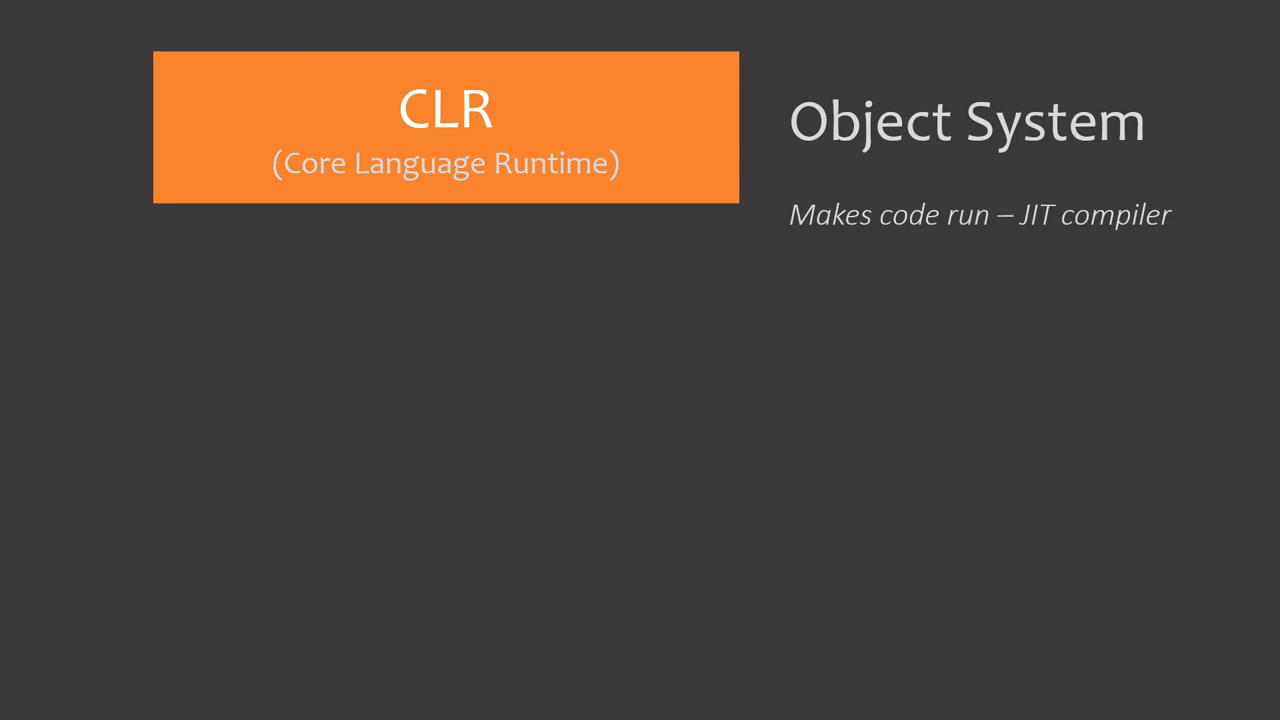 CLR
(Core Language Runtime)
Object System
Makes code run – JIT compiler